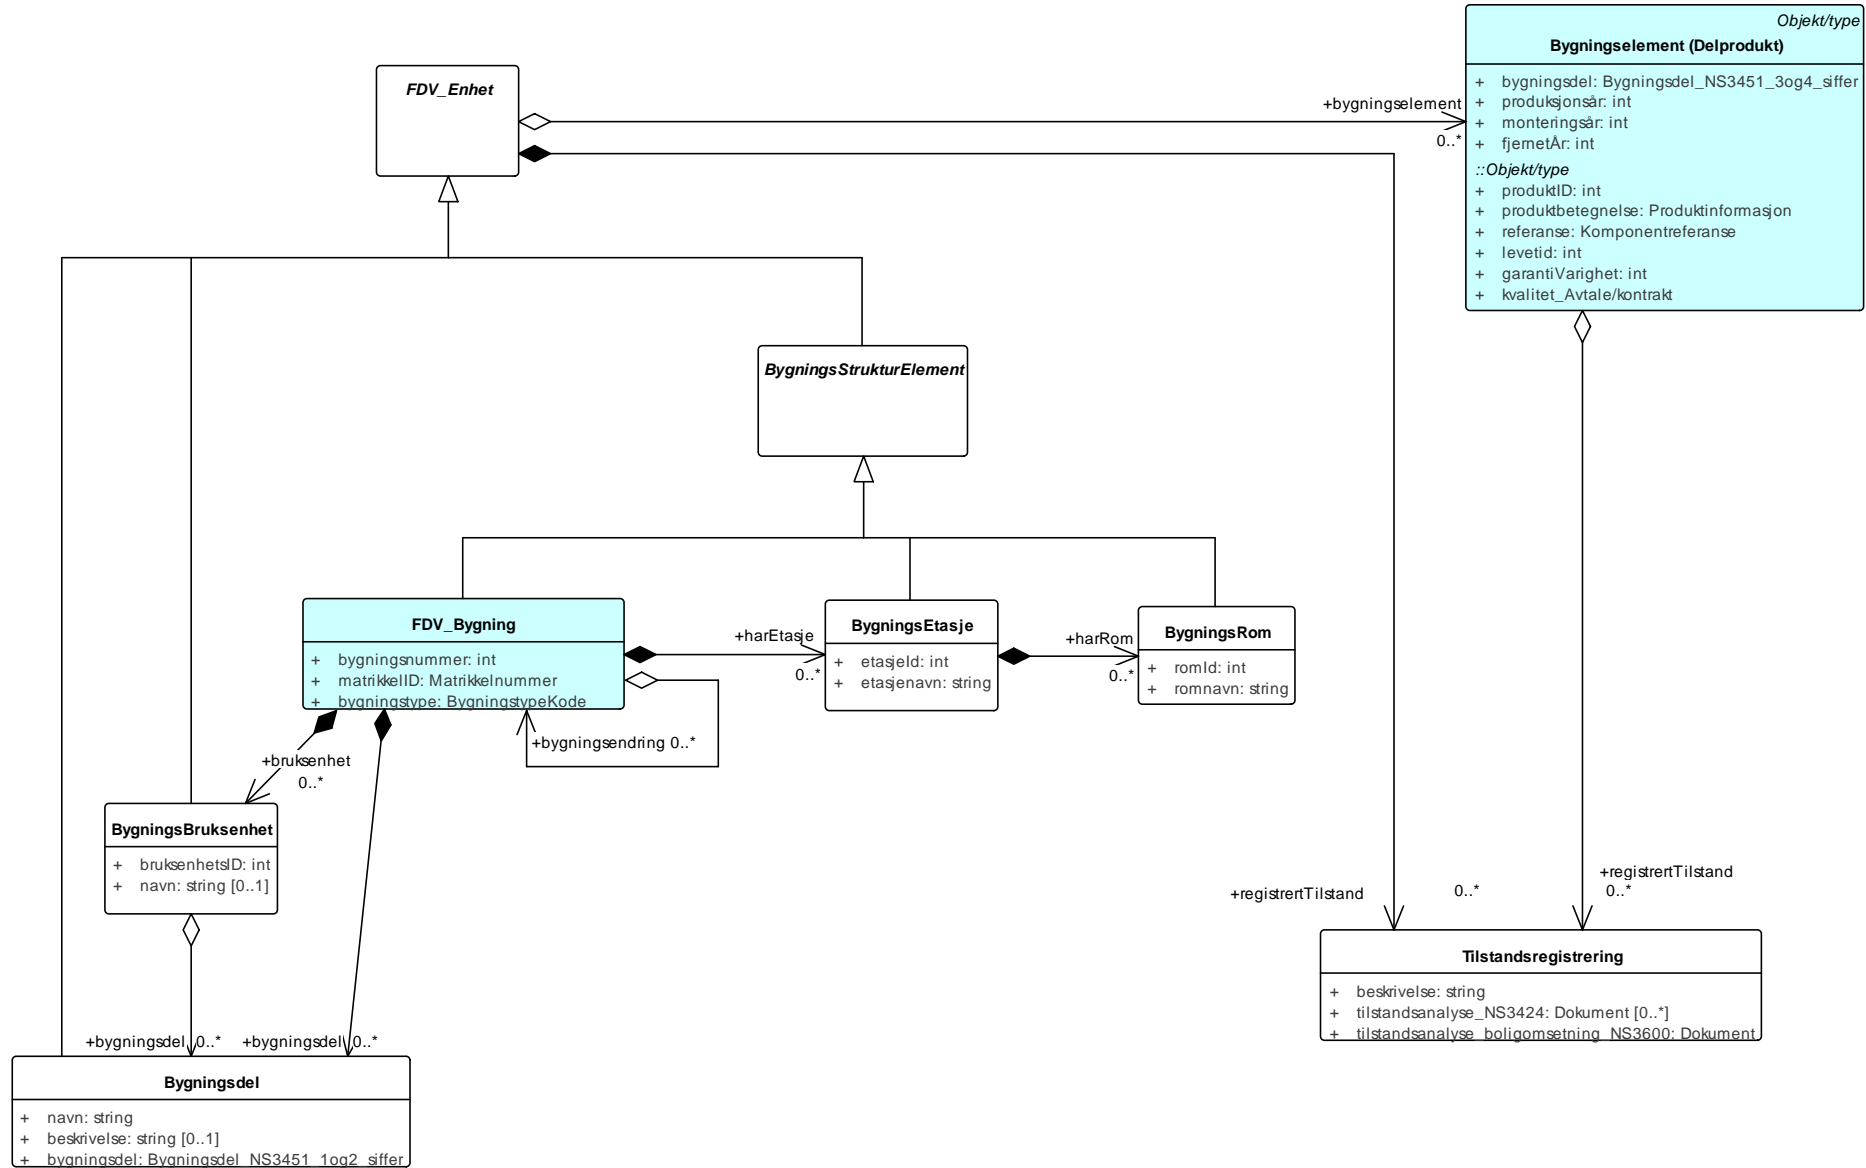 Objekt/type
Bygningselement (Delprodukt)
+ bygningsdel: Bygningsdel_NS3451_3og4_siffer
+ produksjonsår: int
+ monteringsår: int
+ fjernetÅr: int
::Objekt/type
+ produktID: int
+ produktbetegnelse: Produktinformasjon
+ referanse: Komponentreferanse
+ levetid: int
+ garantiVarighet: int
+ kvalitet_Avtale/kontrakt
FDV_Enhet
+bygningselement
0..*
BygningsStrukturElement
FDV_Bygning
+ bygningsnummer: int
+ matrikkelID: Matrikkelnummer
+ bygningstype: BygningstypeKode
+harEtasje
0..*
BygningsEtasje
+ etasjeId: int
+ etasjenavn: string
+harRom
0..*
BygningsRom
+ romId: int
+ romnavn: string
+bygningsendring 0..*
+bruksenhet
0..*
BygningsBruksenhet
+ bruksenhetsID: int
+ navn: string [0..1]
+registrertTilstand
0..*
+registrertTilstand
0..*
Tilstandsregistrering
+ beskrivelse: string
+ tilstandsanalyse_NS3424: Dokument [0..*]
+ tilstandsanalyse_boligomsetning_NS3600: Dokument
+bygningsdel 0..*
+bygningsdel 0..*
Bygningsdel
+ navn: string
+ beskrivelse: string [0..1]
+ bygningsdel: Bygningsdel_NS3451_1og2_siffer